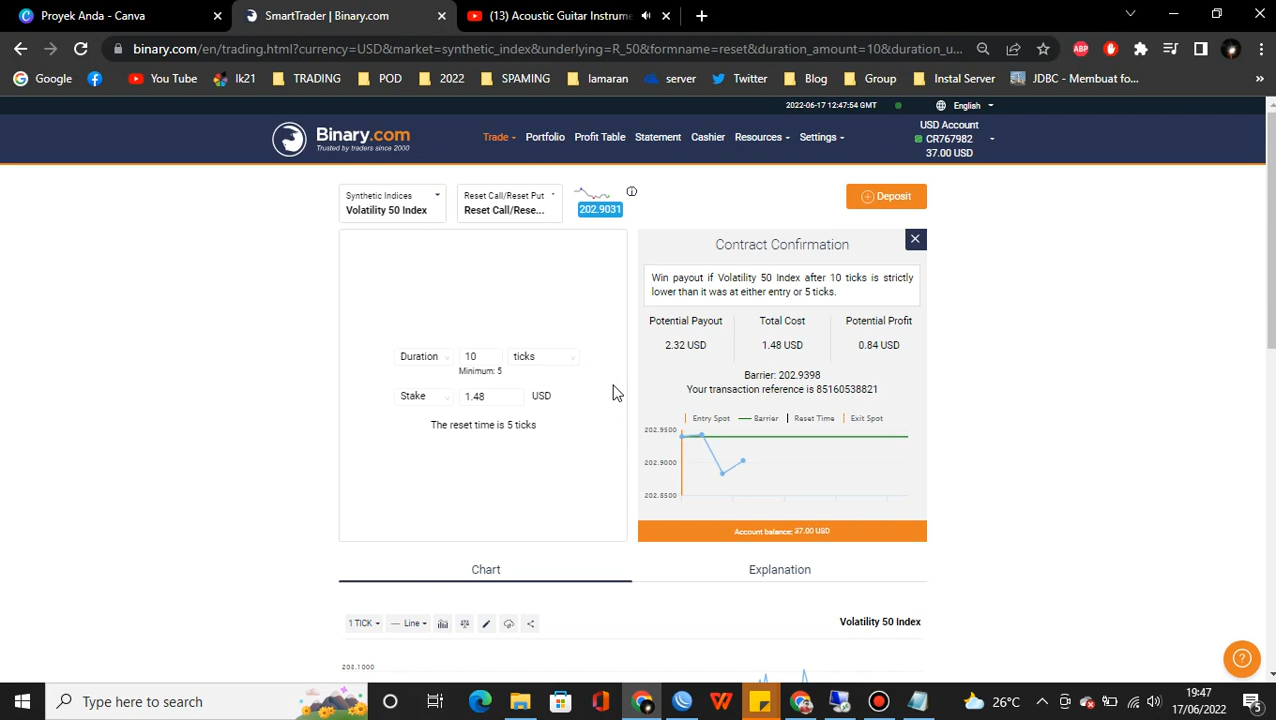 Proyek Anda - Canva
SmartTrader | Binary.com
(13) Acoustic Guitar Instrume
binary.com/en/trading.html?currency=USD&market=synthetic_index&underlying=R_50&formname=reset&duration_amount=10&duration_u...
ABP
Google
You Tube
lk21
TRADING
POD
2022
SPAMING
lamaran
server
Twitter
Blog
Group
Instal Server
JDBC - Membuat fo...
»
2022-06-17 12:47:54 GMT
English
Binary.com
Trusted by traders since 2000
Trade
Portfolio
Profit Table
Statement
Cashier
Resources
Settings
USD Account
CR767982
37.00 USD
Synthetic Indices
Volatility 50 Index
Reset Call/Reset Put
Reset Call/Rese...
202.9031
Deposit
Duration
10
ticks
Minimum: 5
Stake
1.48
USD
The reset time is 5 ticks
Contract Confirmation
Win payout if Volatility 50 Index after 10 ticks is strictly
lower than it was at either entry or 5 ticks.
Potential Payout
Total Cost
Potential Profit
2.32 USD
1.48 USD
0.84 USD
Barrier: 202.9398
Your transaction reference is 85160538821
Entry Spot
Barrier
Reset Time
Exit Spot
202.9500
202.9000
202.8500
Account balance: 37.00 USD
Chart
Explanation
1 TICK
Line
Volatility 50 Index
203.1000
Type here to search
26°C
19:47
17/06/2022
5